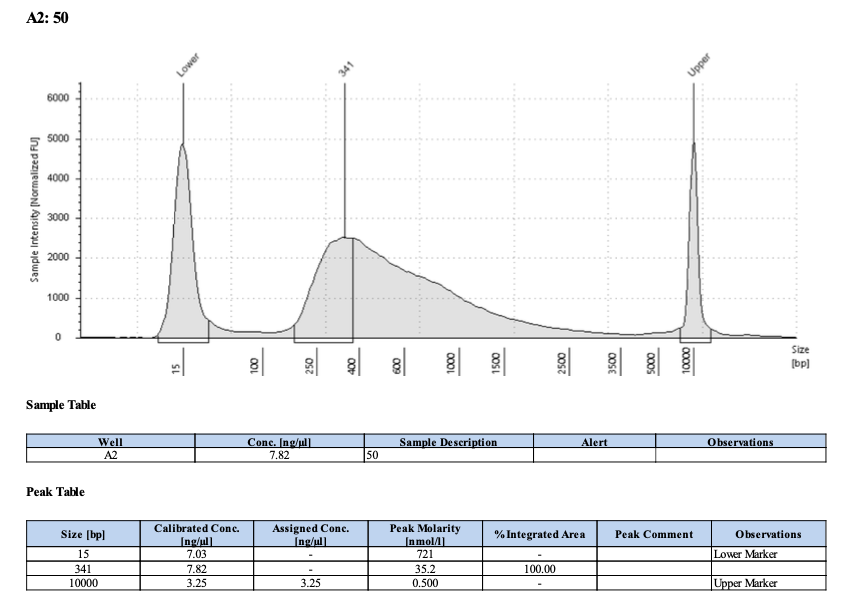 A2: 50
Lower
341
Upper
6000
5000
4000
3000
2000
1000
0
Sample Intensity [Normalized FU]
15
100
250
400
600
1000
1500
2500
3500
5000
10000
Size
[bp]
Sample Table
Well Conc. [ng/µl] Sample Description Alert Observations
A2 7.82 50
Peak Table
Size [bp] Calibrated Conc. [ng/µl] Assigned Conc. [ng/µl] Peak Molarity [nmol/l] % Integrated Area Peak Comment Observations
15 7.03 - 721 - Lower Marker
341 7.82 - 35.2 100.00
10000 3.25 3.25 0.500 - Upper Marker